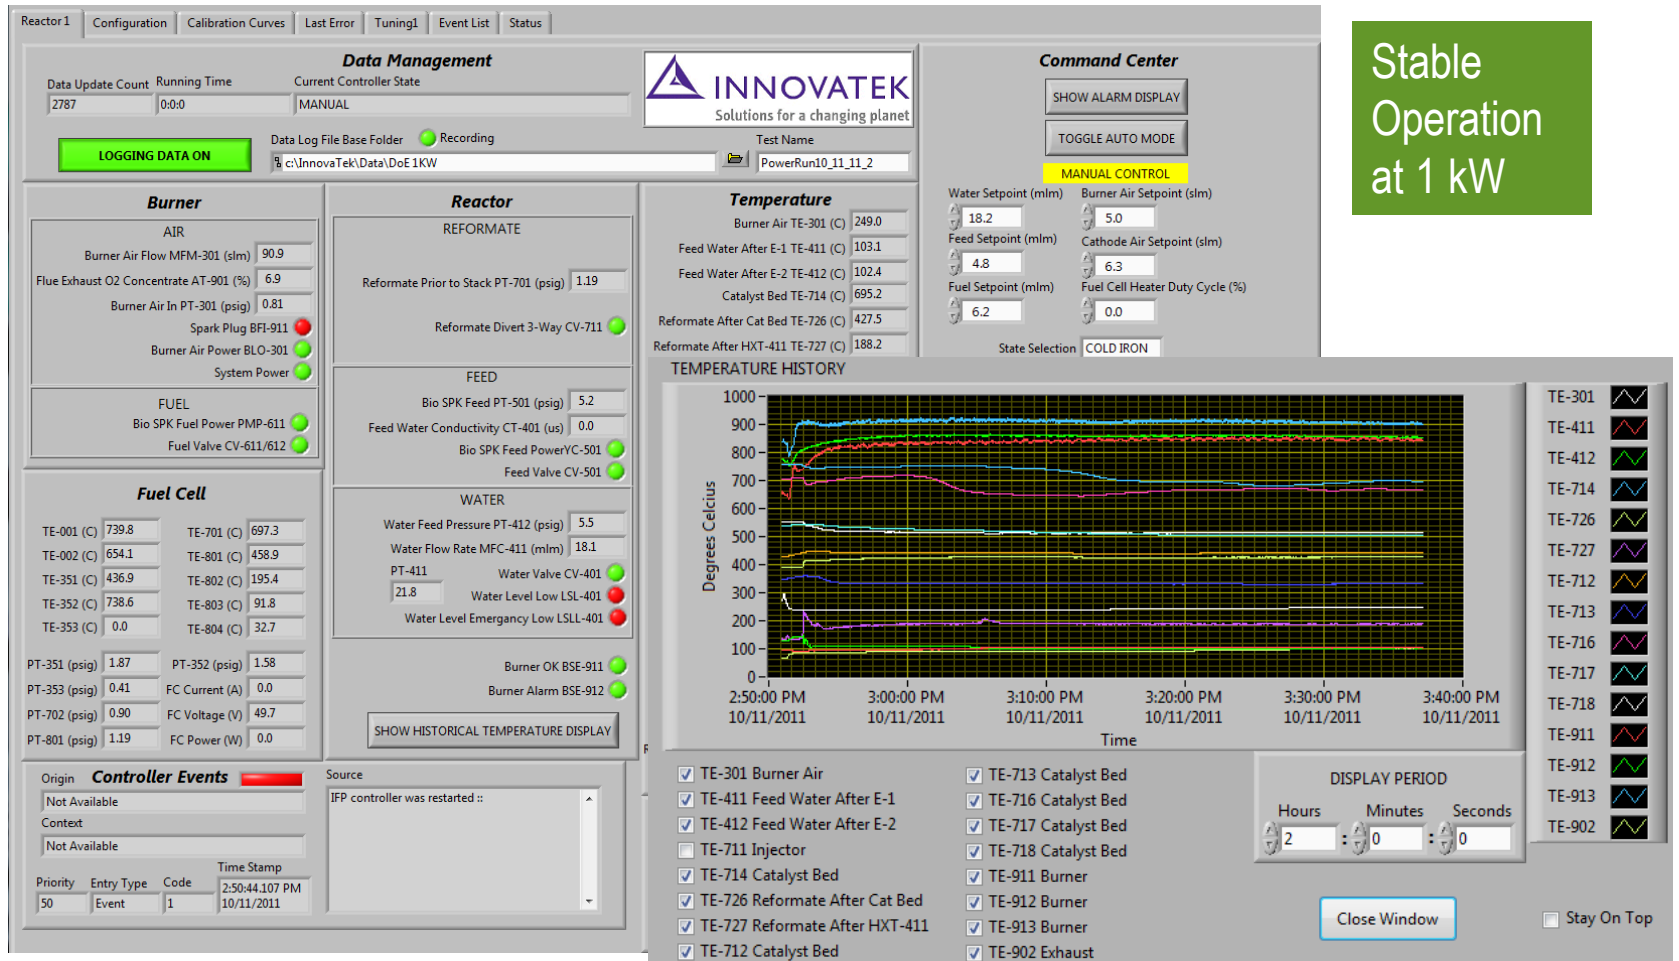 Reactor1 Configuration Calibration Curves Last Error Tuning1 Event List Status
Data Management
Data Update Count Running Time Current Controller State
2787 0:0:0 MANUAL
LOGGING DATA ON
Data Log File Base Folder Recording
c:\InnovaTek\Data\DoE 1KW
INNOVATEK
Solutions for a changing planet
Test Name
PowerRun10_11_11_2
Command Center
SHOW ALARM DISPLAY
TOGGLE AUTO MODE
MANUAL CONTROL
Water Setpoint (mlm) Burner Air Setpoint (slm)
18.2 5.0
Feed Setpoint (mlm) Cathode Air Setpoint (slm)
4.8 6.3
Fuel Setpoint (mlm) Fuel Cell Heater Duty Cycle (%)
6.2 0.0
State Selection COLD IRON
Stable
Operation
at 1 kW
Burner
AIR
Burner Air Flow MFM-301 (slm) 90.9
Flue Exhaust O2 Concentrate AT-901 (%) 6.9
Burner Air In PT-301 (psig) 0.81
Spark Plug BFI-911
Burner Air Power BLO-301
System Power
FUEL
Bio SPK Fuel Power PMP-611
Fuel Valve CV-611/612
Reactor
REFORMATE
Reformate Prior to Stack PT-701 (psig) 1.19
Reformate Divert 3-Way CV-711
FEED
Bio SPK Feed PT-501 (psig) 5.2
Feed Water Conductivity CT-401 (us) 0.0
Bio SPK Feed PowerYC-501
Feed Valve CV-501
WATER
Water Feed Pressure PT-412 (psig) 5.5
Water Flow Rate MFC-411 (mlm) 18.1
PT-411 Water Valve CV-401
21.8 Water Level Low LSL-401
Water Level Emergancy Low LSLL-401
Burner OK BSE-911
Burner Alarm BSE-912
SHOW HISTORICAL TEMPERATURE DISPLAY
Temperature
Burner Air TE-301 (C) 249.0
Feed Water After E-1 TE-411 (C) 103.1
Feed Water After E-2 TE-412 (C) 102.4
Catalyst Bed TE-714 (C) 695.2
Reformate After Cat Bed TE-726 (C) 427.5
Reformate After HXT-411 TE-727 (C) 188.2
Fuel Cell
TE-001 (C) 739.8 TE-701 (C) 697.3
TE-002 (C) 654.1 TE-801 (C) 458.9
TE-351 (C) 436.9 TE-802 (C) 195.4
TE-352 (C) 738.6 TE-803 (C) 91.8
TE-353 (C) 0.0 TE-804 (C) 32.7
PT-351 (psig) 1.87 PT-352 (psig) 1.58
PT-353 (psig) 0.41 FC Current (A) 0.0
PT-702 (psig) 0.90 FC Voltage (V) 49.7
PT-801 (psig) 1.19 FC Power (W) 0.0
Origin Controller Events
Not Available
Context
Not Available
Time Stamp
Priority Entry Type Code 2:50:44.107 PM
50 Event 1 10/11/2011
Source
IFP controller was restarted ::
TEMPERATURE HISTORY
1000
900
800
700
600
500
400
300
200
100
0
Degrees Celcius
2:50:00 PM 3:00:00 PM 3:10:00 PM 3:20:00 PM 3:30:00 PM 3:40:00 PM
10/11/2011 10/11/2011 10/11/2011 10/11/2011 10/11/2011 10/11/2011
Time
TE-301
TE-411
TE-412
TE-714
TE-726
TE-727
TE-712
TE-713
TE-716
TE-717
TE-718
TE-911
TE-912
TE-913
TE-902
TE-301 Burner Air
TE-411 Feed Water After E-1
TE-412 Feed Water After E-2
TE-711 Injector
TE-714 Catalyst Bed
TE-726 Reformate After Cat Bed
TE-727 Reformate After HXT-411
TE-712 Catalyst Bed
TE-713 Catalyst Bed
TE-716 Catalyst Bed
TE-717 Catalyst Bed
TE-718 Catalyst Bed
TE-911 Burner
TE-912 Burner
TE-913 Burner
TE-902 Exhaust
DISPLAY PERIOD
Hours Minutes Seconds
2 : 0 : 0
Close Window
Stay On Top